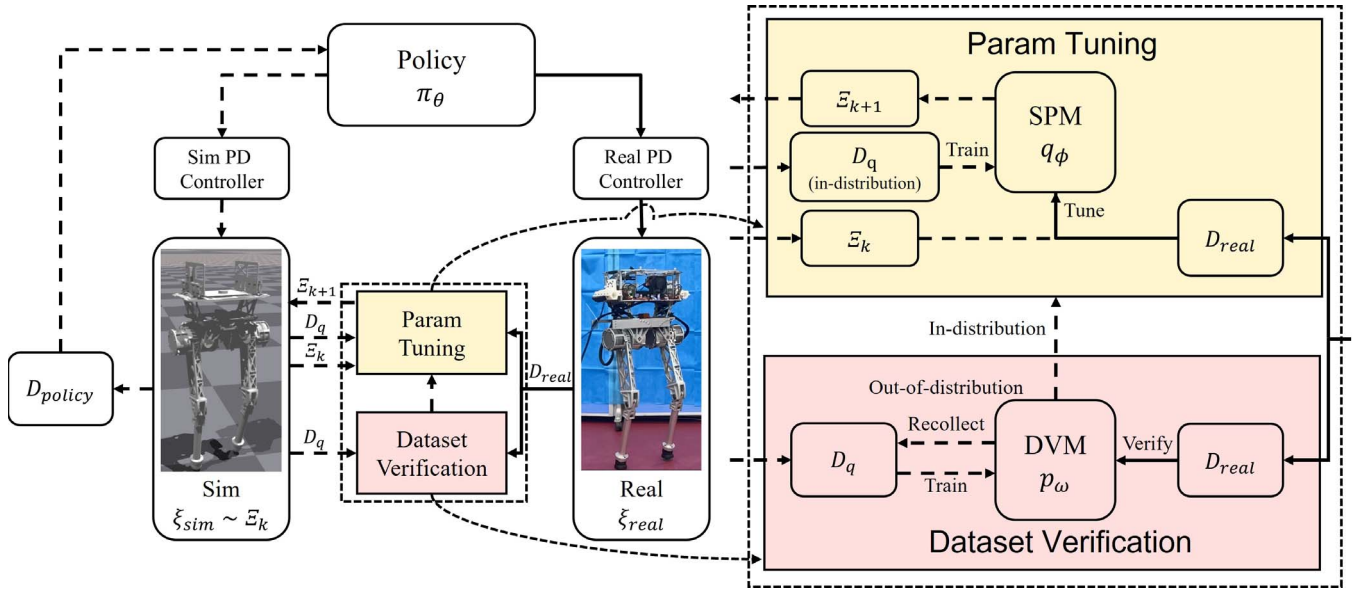 Policy
π_θ
Sim PD
Controller
Real PD
Controller
D_policy
Sim
ξ_sim ~ Ξ_k
Ξ_{k+1}
D_q
Ξ_k
D_q
Param
Tuning
Dataset
Verification
D_real
Real
ξ_real
Param Tuning
Ξ_{k+1}
SPM
q_ϕ
D_q
(in-distribution)
Train
Tune
Ξ_k
D_real
In-distribution
Out-of-distribution
Recollect
D_q
Train
DVM
p_ω
Verify
D_real
Dataset Verification